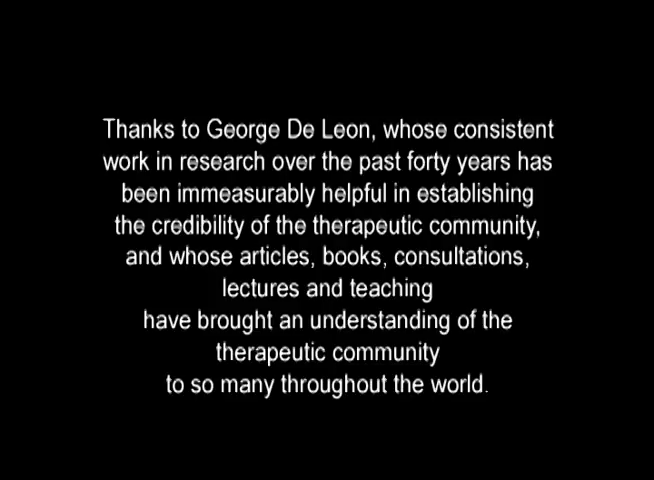 Thanks to George De Leon, whose consistent
work in research over the past forty years has
been immeasurably helpful in establishing
the credibility of the therapeutic community,
and whose articles, books, consultations,
lectures and teaching
have brought an understanding of the
therapeutic community
to so many throughout the world.